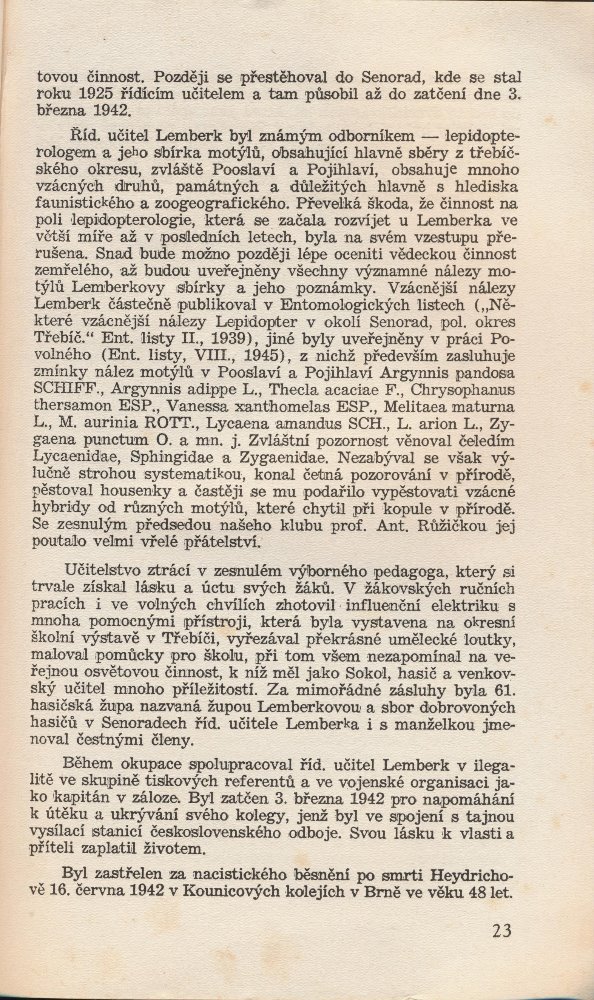 tovou činnost. Později se přestěhoval do Senorad, kde se stal
roku 1925 řídícím učitelem a tam působil až do zatčení dne 3.
března 1942.
Říd. učitel Lemberk byl známým odborníkem — lepidopte-
rologem a jeho sbírka motýlů, obsahující hlavně sběry z třebíč-
ského okresu, zvláště Pooslaví a Pojihlaví, obsahuje mnoho
vzácných druhů, památných a důležitých hlavně s hlediska
faunistického a zoogeografického. Převelká škoda, že činnost na
poli lepidopterologie, která se začala rozvíjet u Lemberka ve
větší míře až v posledních letech, byla na svém vzestupu pře-
rušena. Snad bude možno později lépe oceniti vědeckou činnost
zemřelého, až budou uveřejněny všechny významné nálezy mo-
týlů Lemberkovy sbírky a jeho poznámky. Vzácnější nálezy
Lemberk částečně publikoval v Entomologických listech („Ně-
které vzácnější nálezy Lepidopter v okolí Senorad, pol. okres
Třebíč.“ Ent. listy II., 1939), jiné byly uveřejněny v práci Po-
volného (Ent. listy, VIII., 1945), z nichž především zasluhuje
zmínky nález motýlů v Pooslaví a Pojihlaví Argynnis pandosa
SCHIFF., Argynnis adippe L., Thecla acaciae F., Chrysophanus
thersamon ESP., Vanessa xanthomelas ESP., Melitaea maturna
L., M. aurinia ROTT., Lycaena amandus SCH., L. arion L., Zy-
gaena punctum O. a mn. j. Zvláštní pozornost věnoval čeledím
Lycaenidae, Sphingidae a Zygaenidae. Nezabýval se však vý-
lučně strohou systematikou, konal četná pozorování v přírodě,
pěstoval housenky a častěji se mu podařilo vypěstovati vzácné
hybridy od různých motýlů, které chytil při kopule v přírodě.
Se zesnulým předsedou našeho klubu prof. Ant. Růžičkou jej
poutalo velmi vřelé přátelství.
Učitelstvo ztrácí v zesnulém výborného pedagoga, který si
trvale získal lásku a úctu svých žáků. V žákovských ručních
pracích i ve volných chvílích zhotovil influenční elektriku s
mnoha pomocnými přístroji, která byla vystavena na okresní
školní výstavě v Třebíči, vyřezával překrásné umělecké loutky,
maloval pomůcky pro školu, při tom všem nezapomínal na ve-
řejnou osvětovou činnost, k níž měl jako Sokol, hasič a venkov-
ský učitel mnoho příležitostí. Za mimořádné zásluhy byla 61.
hasičská župa nazvaná župou Lemberkovou a sbor dobrovoných
hasičů v Senoradech říd. učitele Lemberka i s manželkou jme-
noval čestnými členy.
Během okupace spolupracoval říd. učitel Lemberk v ilega-
litě ve skupině tiskových referentů a ve vojenské organisaci ja-
ko kapitán v záloze. Byl zatčen 3. března 1942 pro napomáhání
k útěku a ukrývání svého kolegy, jenž byl ve spojení s tajnou
vysílací stanicí československého odboje. Svou lásku k vlasti a
příteli zaplatil životem.
Byl zastřelen za nacistického běsnění po smrti Heydricho-
vě 16. června 1942 v Kounicových kolejích v Brně ve věku 48 let.
23